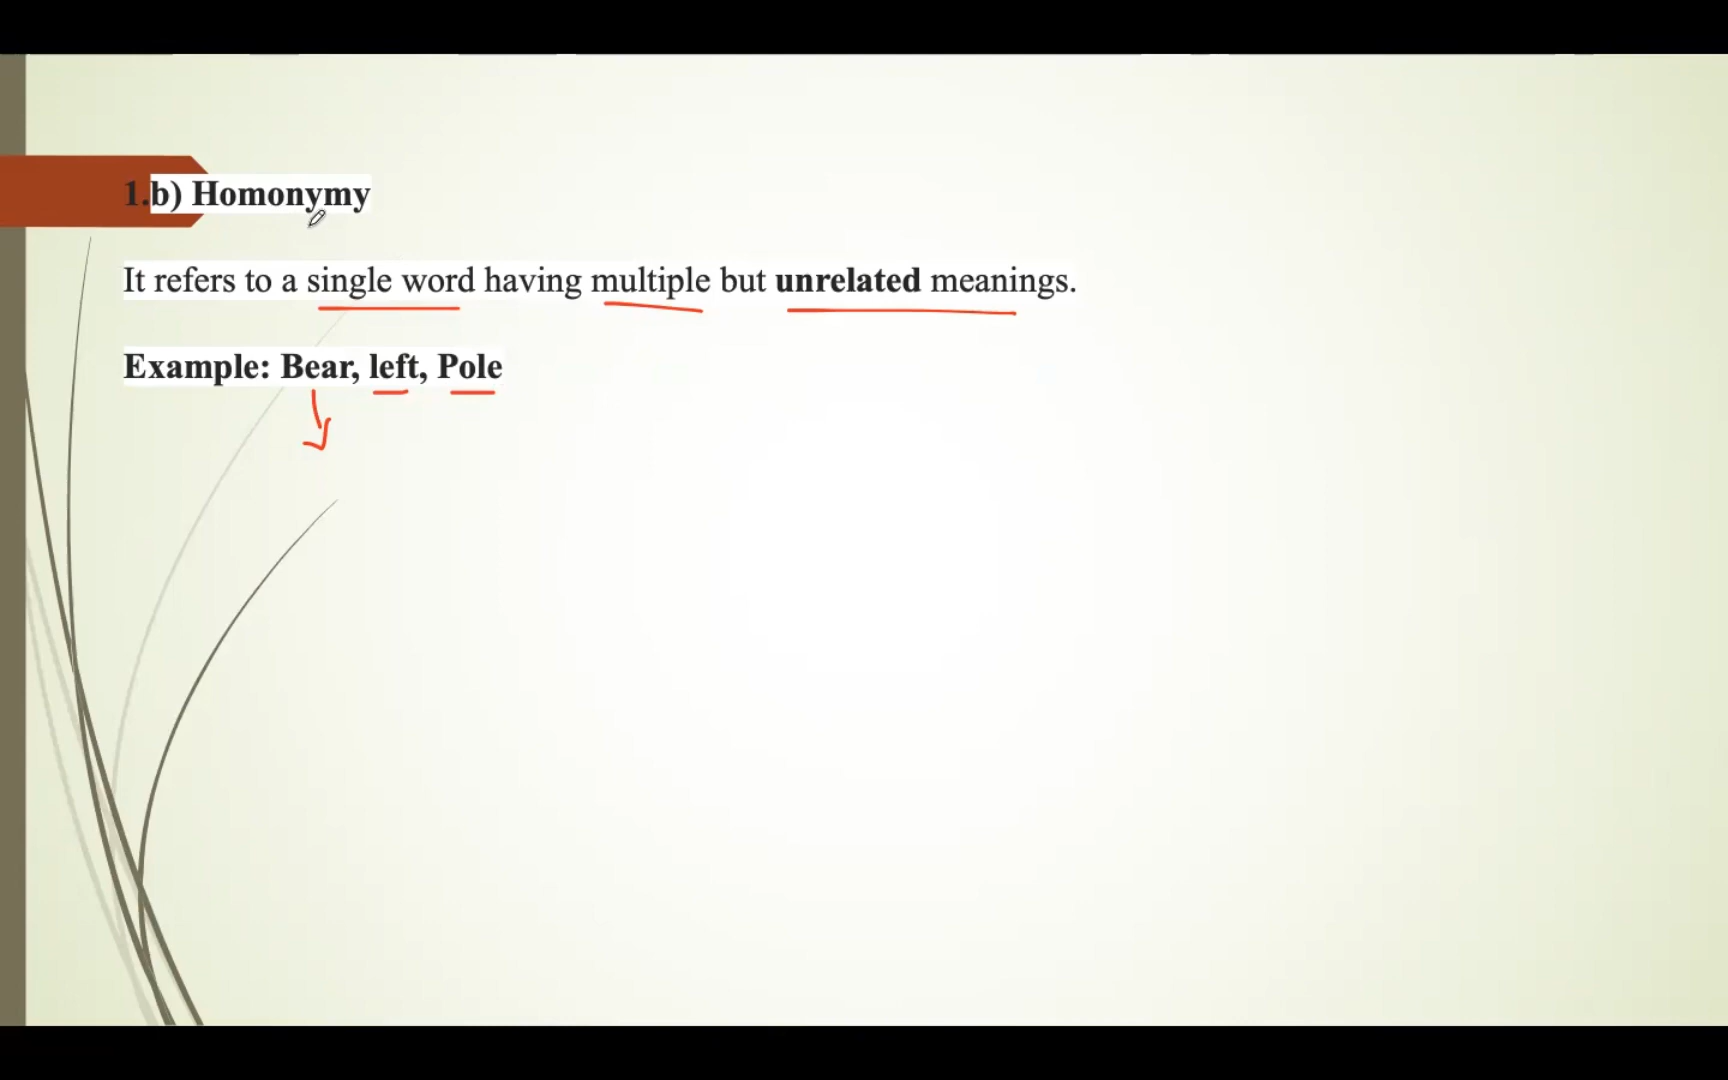 1.b) Homonymy
It refers to a single word having multiple but unrelated meanings.
Example: Bear, left, Pole